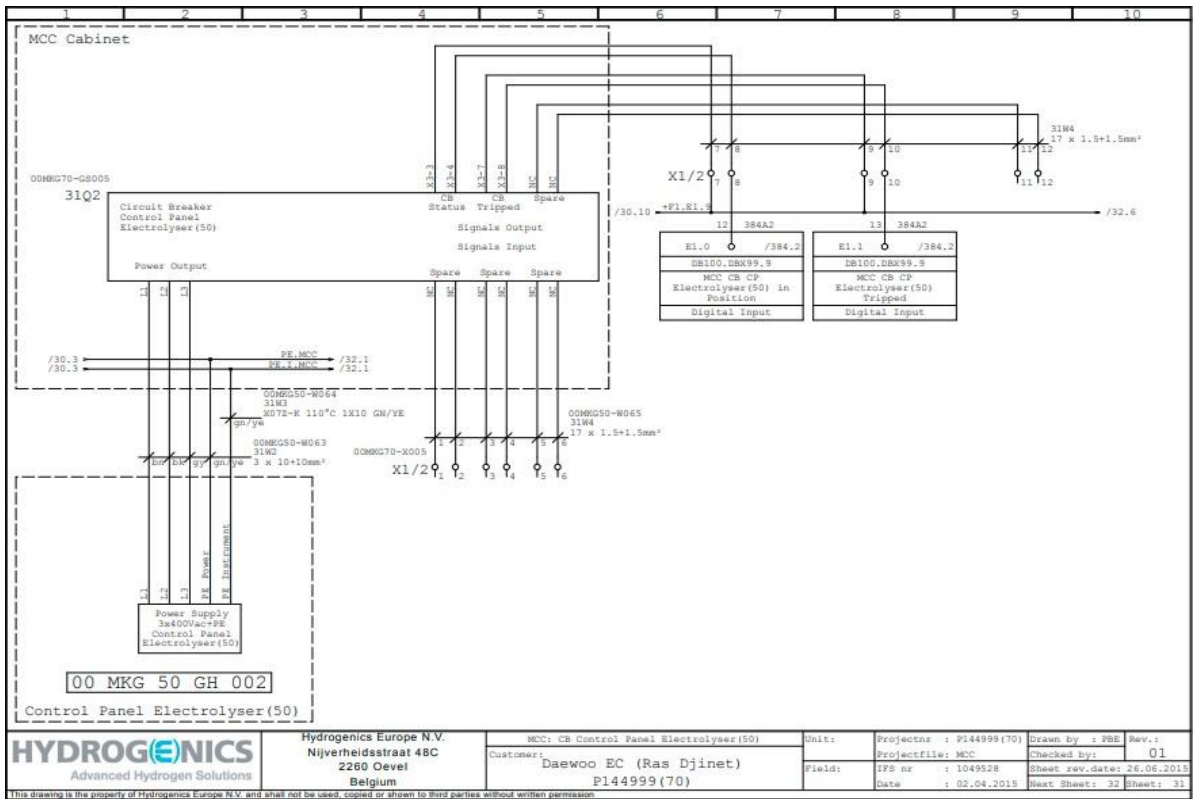 1 2 3 4 5 6 7 8 9 10
MCC Cabinet
31W4
17 x 1.5+1.5mm²
7 8 9 10 11 12
X1/2 7 8 9 10 11 12
00MKG70-GS005
31Q2
X3-3 X3-4 X3-7 X3-8 NC NC
CB Status
CB Tripped
Spare
Circuit Breaker
Control Panel
Electrolyser(50)
Signals Output
Signals Input
Power Output
Spare Spare Spare
/30.10 +F1.E1.9 /32.6
12 384A2
E1.0 /384.2
DB100.DBX99.9
MCC CB CP
Electrolyser(50) in
Position
Digital Input
13 384A2
E1.1 /384.2
DB100.DBX99.9
MCC CB CP
Electrolyser(50)
Tripped
Digital Input
L1 L2 L3
NC NC NC NC NC NC
/30.3 PE.MCC /32.1
/30.3 PE.I.MCC /32.1
00MKG50-W064
31W3
X07Z-K 110°C 1X10 GN/YE
gn/ye
00MKG50-W063
31W2
3 x 10+10mm²
bn bk gy gn/ye
00MKG50-W065
31W4
17 x 1.5+1.5mm²
1 2 3 4 5 6
00MKG70-X005
X1/2 1 2 3 4 5 6
L1 L2 L3 PE Power PE Instrument
Power Supply
3x400Vac+PE
Control Panel
Electrolyser(50)
00 MKG 50 GH 002
Control Panel Electrolyser(50)
HYDROGENICS
Advanced Hydrogen Solutions
Hydrogenics Europe N.V.
Nijverheidsstraat 48C
2260 Oevel
Belgium
MCC: CB Control Panel Electrolyser(50)
Customer:
Daewoo EC (Ras Djinet)
P144999(70)
Unit:
Field:
Projectnr : P144999(70)
Projectfile: MCC
IFS nr : 1049528
Date : 02.04.2015
Drawn by : PBE
Checked by:
Rev.:
01
Sheet rev.date: 26.06.2015
Next Sheet: 32
Sheet: 31
This drawing is the property of Hydrogenics Europe N.V. and shall not be used, copied or shown to third parties without written permission